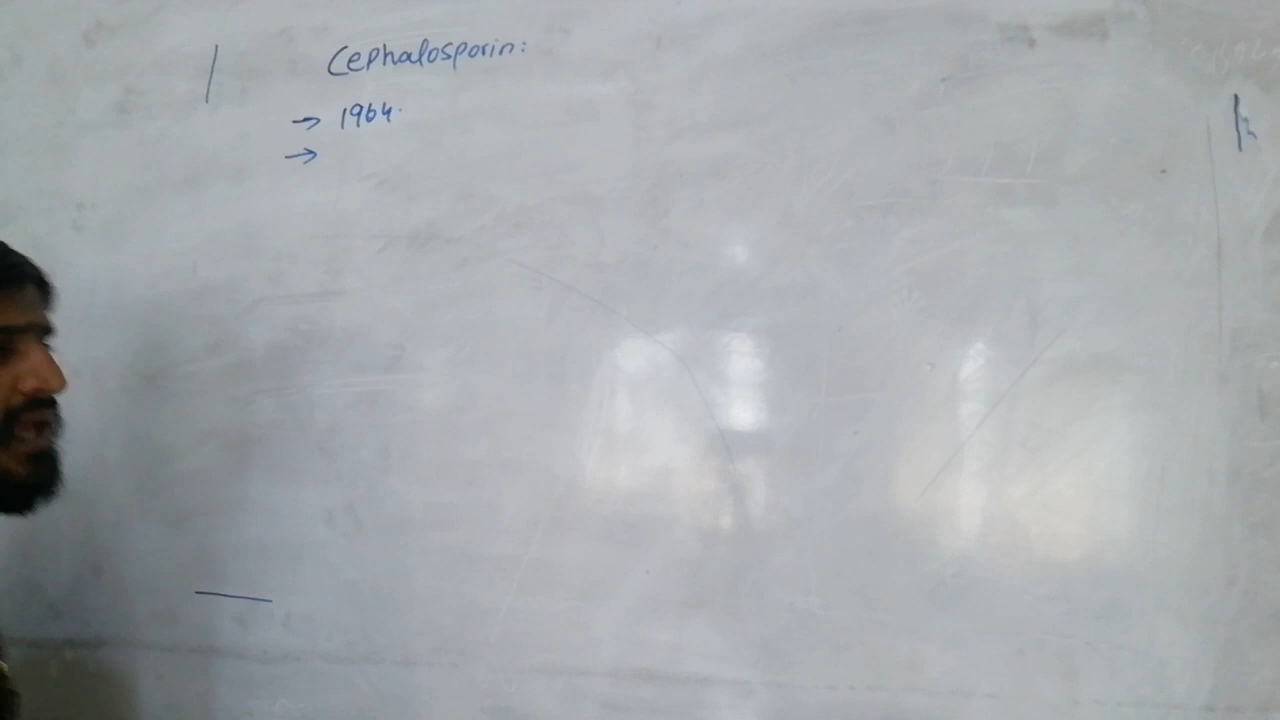 Cephalosporin:
→ 1964.
→